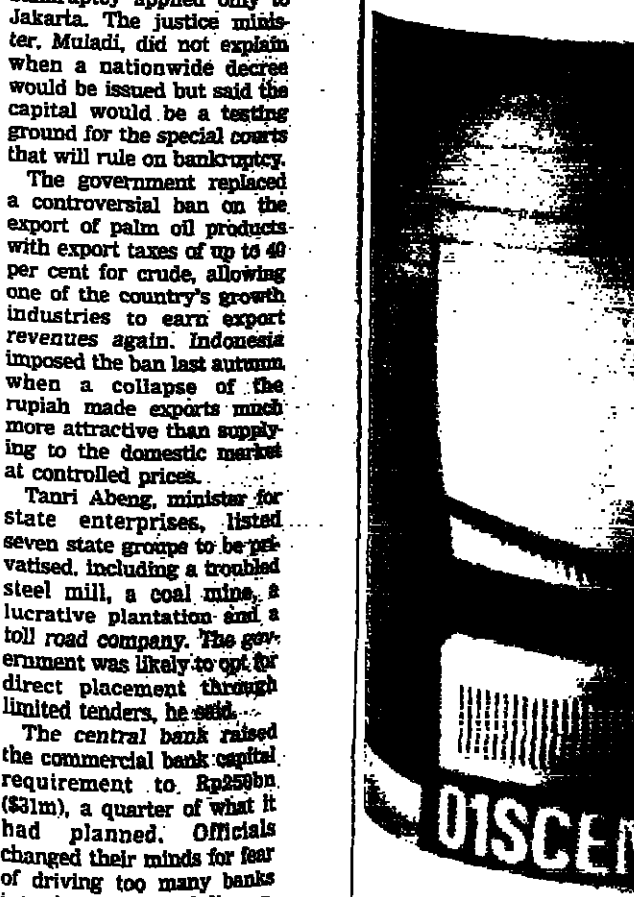 bankruptcy applied only to
Jakarta. The justice minis-
ter, Muladi, did not explain
when a nationwide decree
would be issued but said the
capital would be a testing
ground for the special courts
that will rule on bankruptcy.
The government replaced
a controversial ban on the
export of palm oil products
with export taxes of up to 40
per cent for crude, allowing
one of the country's growth
industries to earn export
revenues again. Indonesia
imposed the ban last autumn
when a collapse of the
rupiah made exports much
more attractive than supply-
ing to the domestic market
at controlled prices.
Tanri Abeng, minister for
state enterprises, listed
seven state groups to be pri-
vatised, including a troubled
steel mill, a coal mine, a
lucrative plantation and a
toll road company. The gov-
ernment was likely to opt for
direct placement through
limited tenders, he said.
The central bank raised
the commercial bank capital
requirement to Rp250bn
($31m), a quarter of what it
had planned. Officials
changed their minds for fear
of driving too many banks
01SCEN